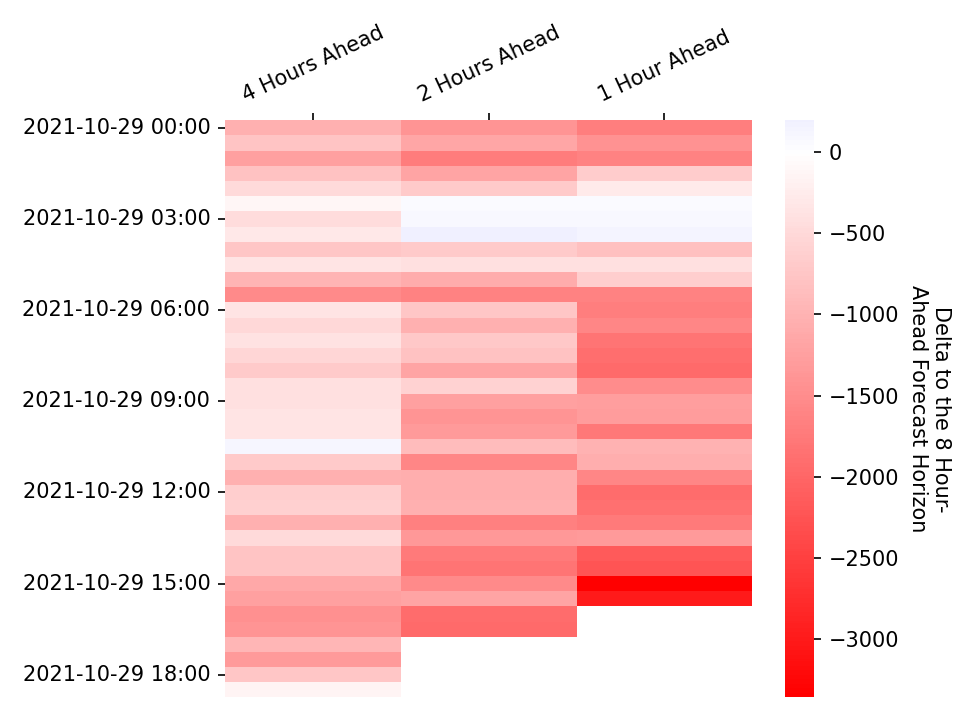 4 Hours Ahead
2 Hours Ahead
1 Hour Ahead
2021-10-29 00:00
2021-10-29 03:00
2021-10-29 06:00
2021-10-29 09:00
2021-10-29 12:00
2021-10-29 15:00
2021-10-29 18:00
0
−500
−1000
−1500
−2000
−2500
−3000
Delta to the 8 Hour-
Ahead Forecast Horizon